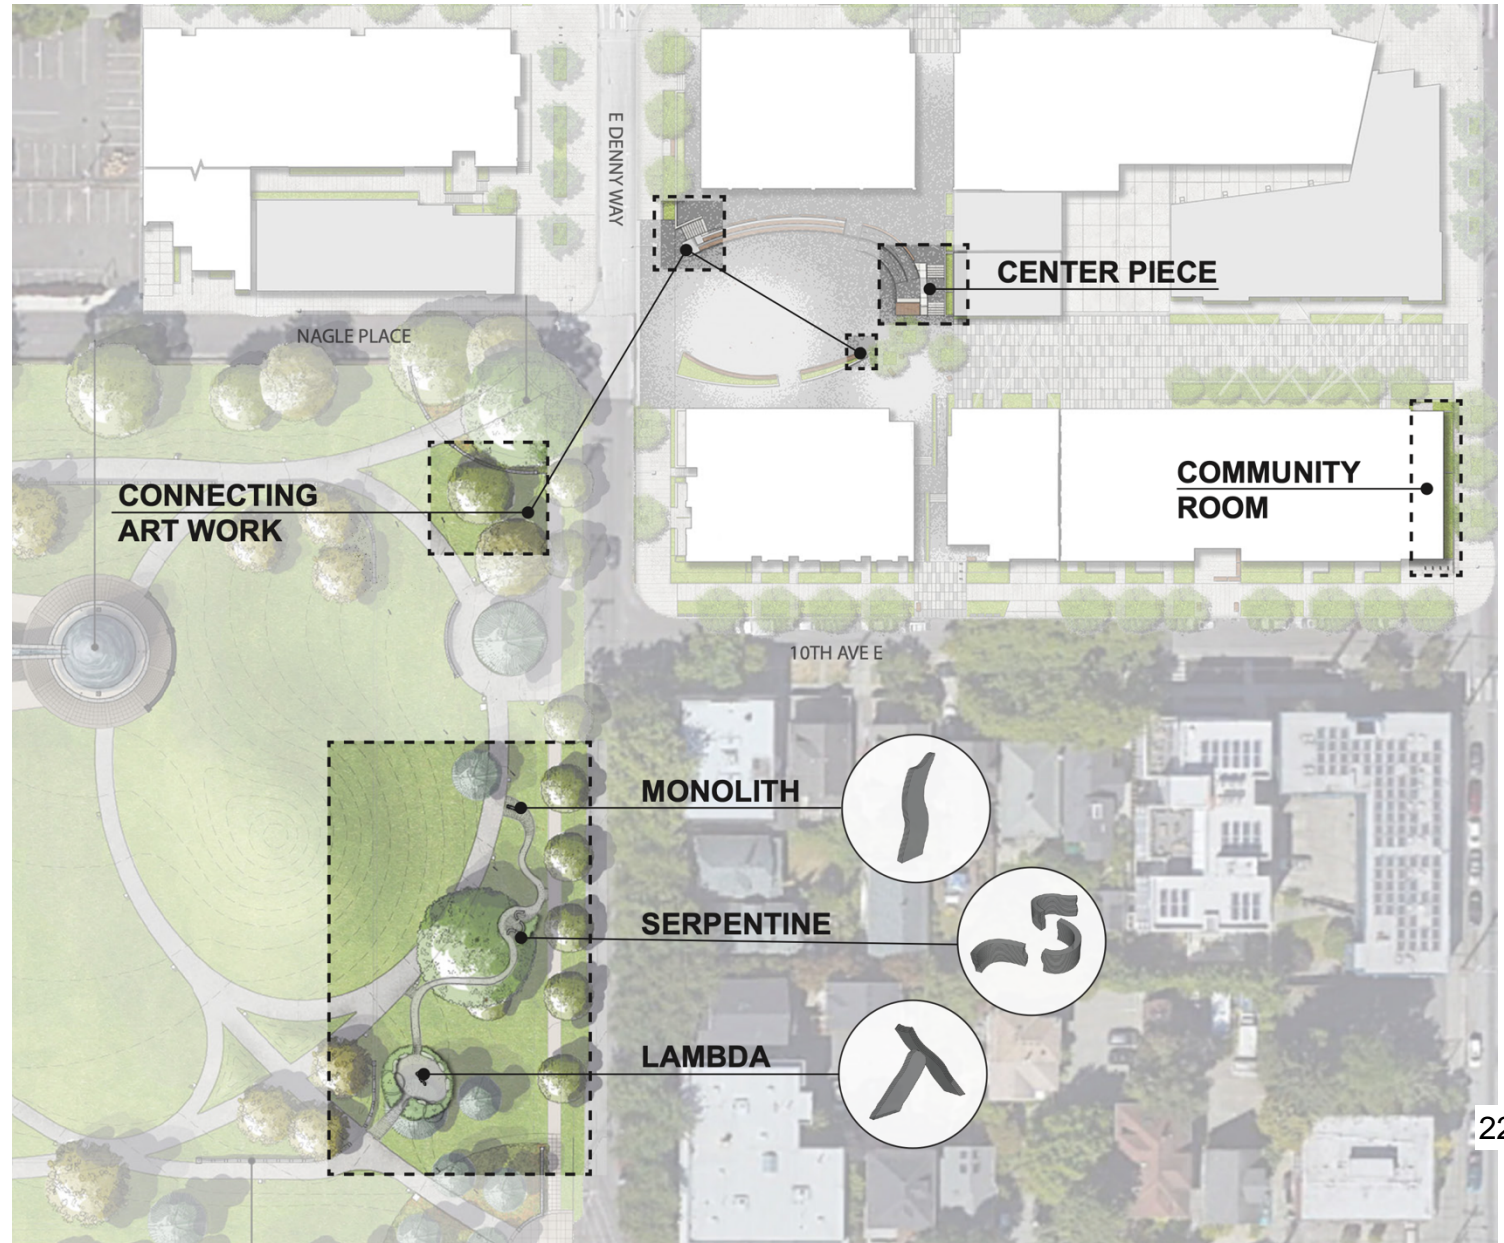 E DENNY WAY
CENTER PIECE
NAGLE PLACE
CONNECTING
ART WORK
COMMUNITY
ROOM
10TH AVE E
MONOLITH
SERPENTINE
LAMBDA
22